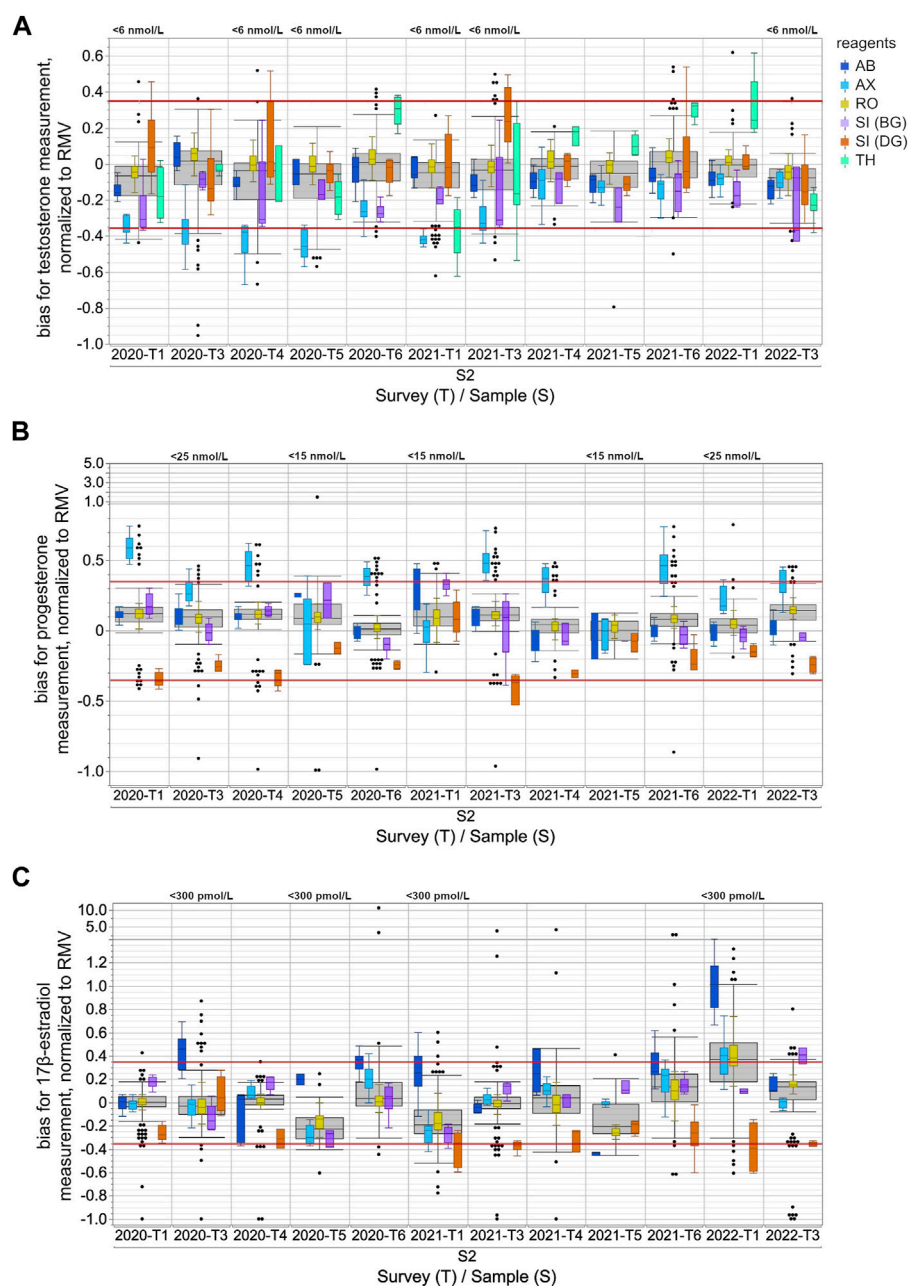 A
<6 nmol/L <6 nmol/L <6 nmol/L <6 nmol/L <6 nmol/L <6 nmol/L
bias for testosterone measurement,
normalized to RMV
0.6
0.4
0.2
0
-0.2
-0.4
-0.6
-0.8
-1.0
reagents
AB
AX
RO
SI (BG)
SI (DG)
TH
2020-T1 2020-T3 2020-T4 2020-T5 2020-T6 2021-T1 2021-T3 2021-T4 2021-T5 2021-T6 2022-T1 2022-T3
S2
Survey (T) / Sample (S)
B
<25 nmol/L <15 nmol/L <15 nmol/L <15 nmol/L <25 nmol/L
bias for progesterone
measurement, normalized to RMV
5.0
3.0
1.0
0.5
0
-0.5
-1.0
2020-T1 2020-T3 2020-T4 2020-T5 2020-T6 2021-T1 2021-T3 2021-T4 2021-T5 2021-T6 2022-T1 2022-T3
S2
Survey (T) / Sample (S)
C
<300 pmol/L <300 pmol/L <300 pmol/L <300 pmol/L
bias for 17β-estradiol
measurement, normalized to RMV
10.0
5.0
1.2
1.0
0.8
0.6
0.4
0.2
0
-0.2
-0.4
-0.6
-0.8
-1.0
2020-T1 2020-T3 2020-T4 2020-T5 2020-T6 2021-T1 2021-T3 2021-T4 2021-T5 2021-T6 2022-T1 2022-T3
S2
Survey (T) / Sample (S)